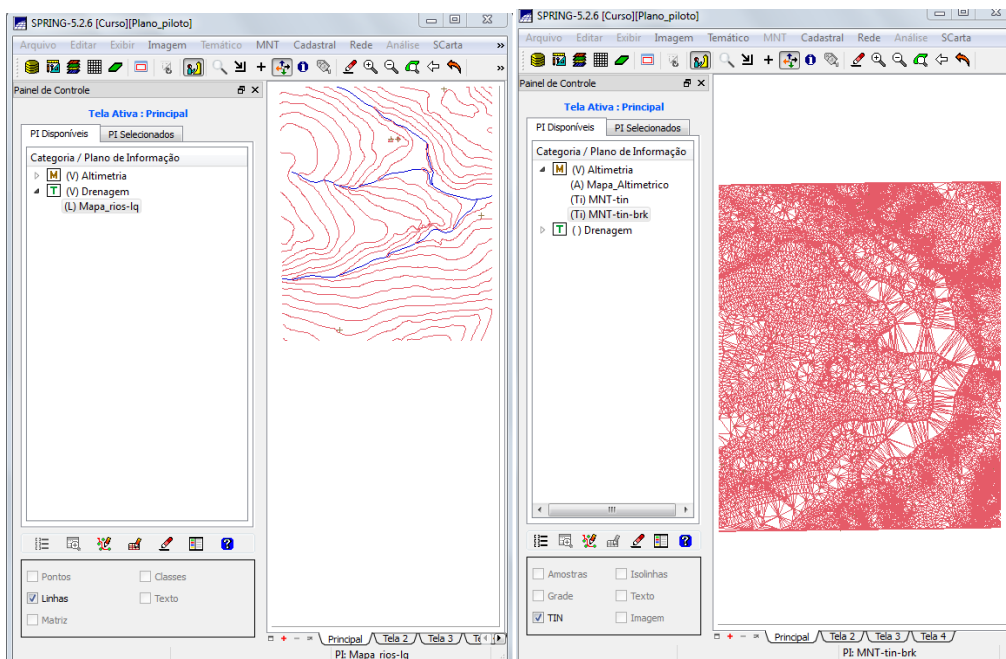 SPRING-5.2.6 [Curso][Plano_piloto]
Arquivo Editar Exibir Imagem Temático MNT Cadastral Rede Análise SCarta »
»
Painel de Controle
Tela Ativa : Principal
PI Disponíveis PI Selecionados
Categoria / Plano de Informação
M (V) Altimetria
T (V) Drenagem
(L) Mapa_rios-lq
Pontos Classes
Linhas Texto
Matriz
Principal Tela 2 Tela 3
PI: Mapa_rios-lq
SPRING-5.2.6 [Curso][Plano_piloto]
Arquivo Editar Exibir Imagem Temático MNT Cadastral Rede Análise SCarta
Painel de Controle
Tela Ativa : Principal
PI Disponíveis PI Selecionados
Categoria / Plano de Informação
M (V) Altimetria
(A) Mapa_Altimetrico
(Ti) MNT-tin
(Ti) MNT-tin-brk
T ( ) Drenagem
Amostras Isolinhas
Grade Texto
TIN Imagem
Principal Tela 2 Tela 3 Tela 4
PI: MNT-tin-brk